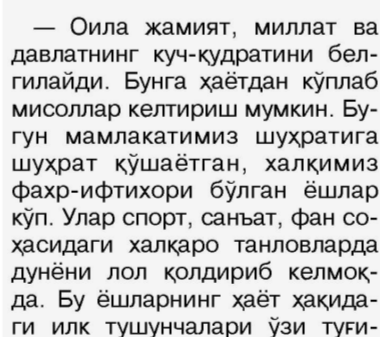 — Оила жамият, миллат ва
давлатнинг куч-қудратини бел-
гилайди. Бунга ҳаётдан кўплаб
мисоллар келтириш мумкин. Бу-
гун мамлакатимиз шуҳратига
шуҳрат қўшаётган, халқимиз
фахр-ифтихори бўлган ёшлар
кўп. Улар спорт, санъат, фан со-
ҳасидаги халқаро танловларда
дунёни лол қолдириб келмоқ-
да. Бу ёшларнинг ҳаёт ҳақида-
ги илк тушунчалари ўзи туғи-